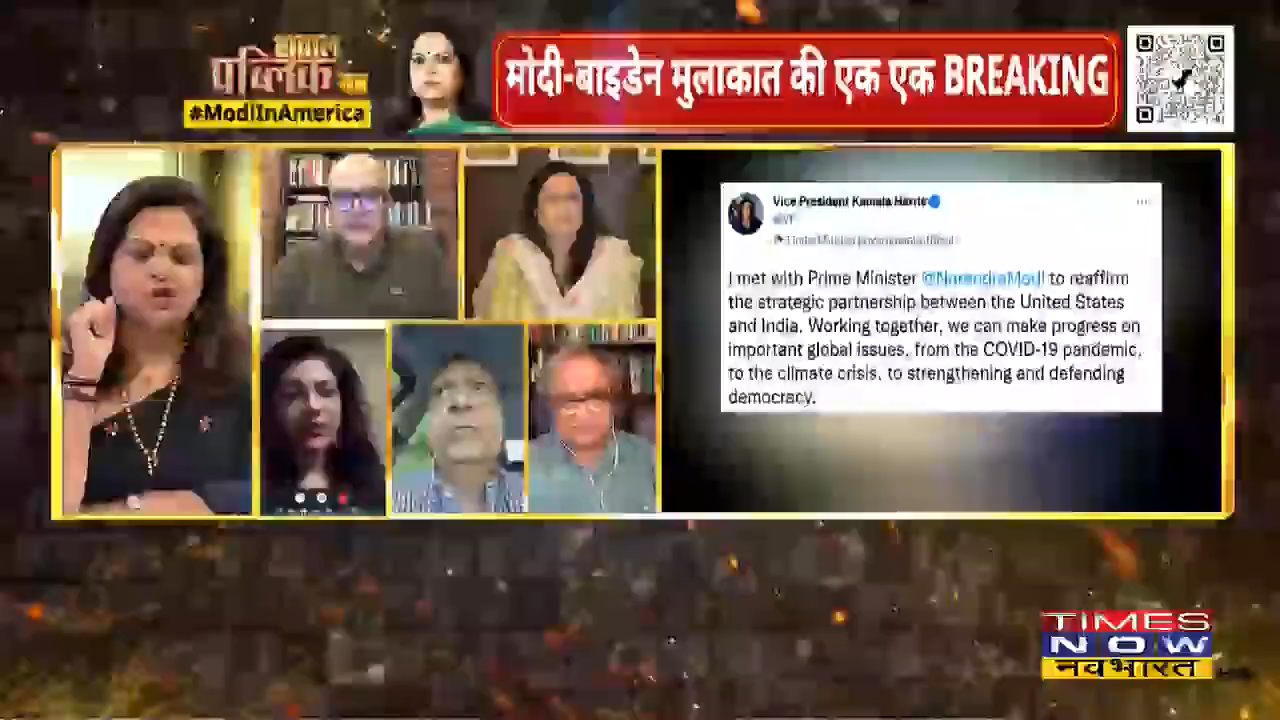 सवाल
पब्लिक का
#ModiInAmerica
मोदी-बाइडेन मुलाकात की एक एक BREAKING
Vice President Kamala Harris
@VP
I met with Prime Minister @NarendraModi to reaffirm
the strategic partnership between the United States
and India. Working together, we can make progress on
important global issues, from the COVID-19 pandemic,
to the climate crisis, to strengthening and defending
democracy.
TIMES
NOW
नवभारत